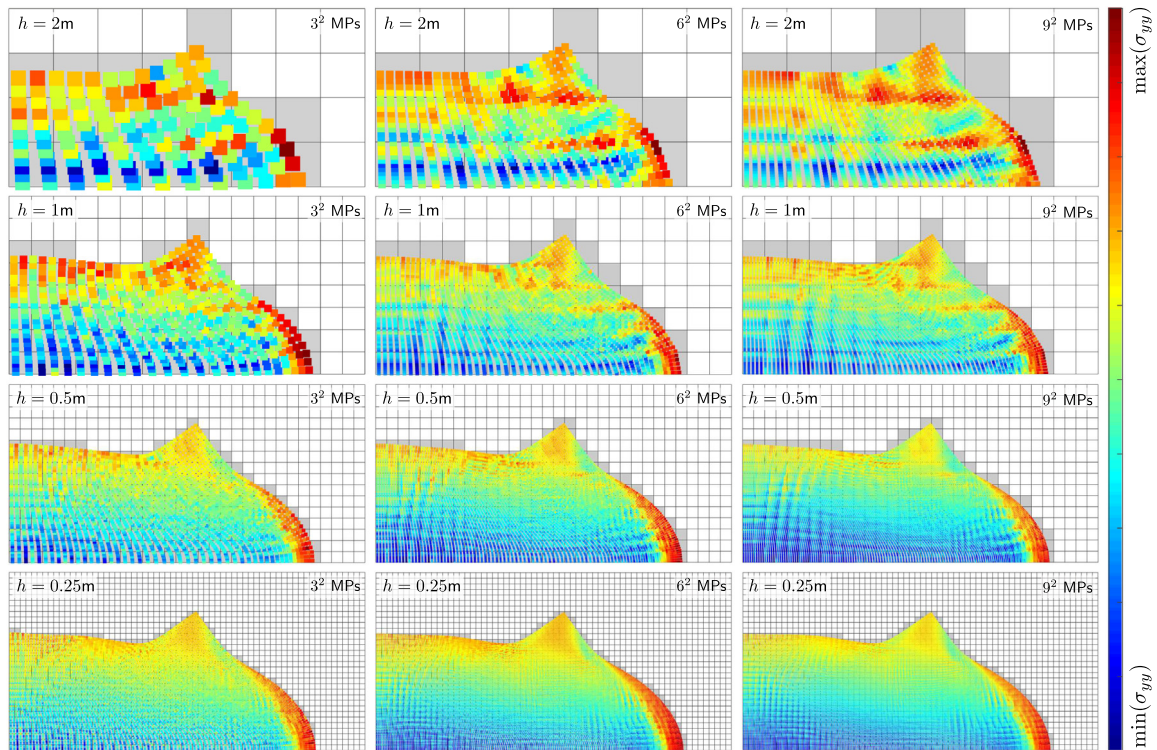 h = 2m
3² MPs
h = 2m
6² MPs
h = 2m
9² MPs
h = 1m
3² MPs
h = 1m
6² MPs
h = 1m
9² MPs
h = 0.5m
3² MPs
h = 0.5m
6² MPs
h = 0.5m
9² MPs
h = 0.25m
3² MPs
h = 0.25m
6² MPs
h = 0.25m
9² MPs
max(σyy)
min(σyy)